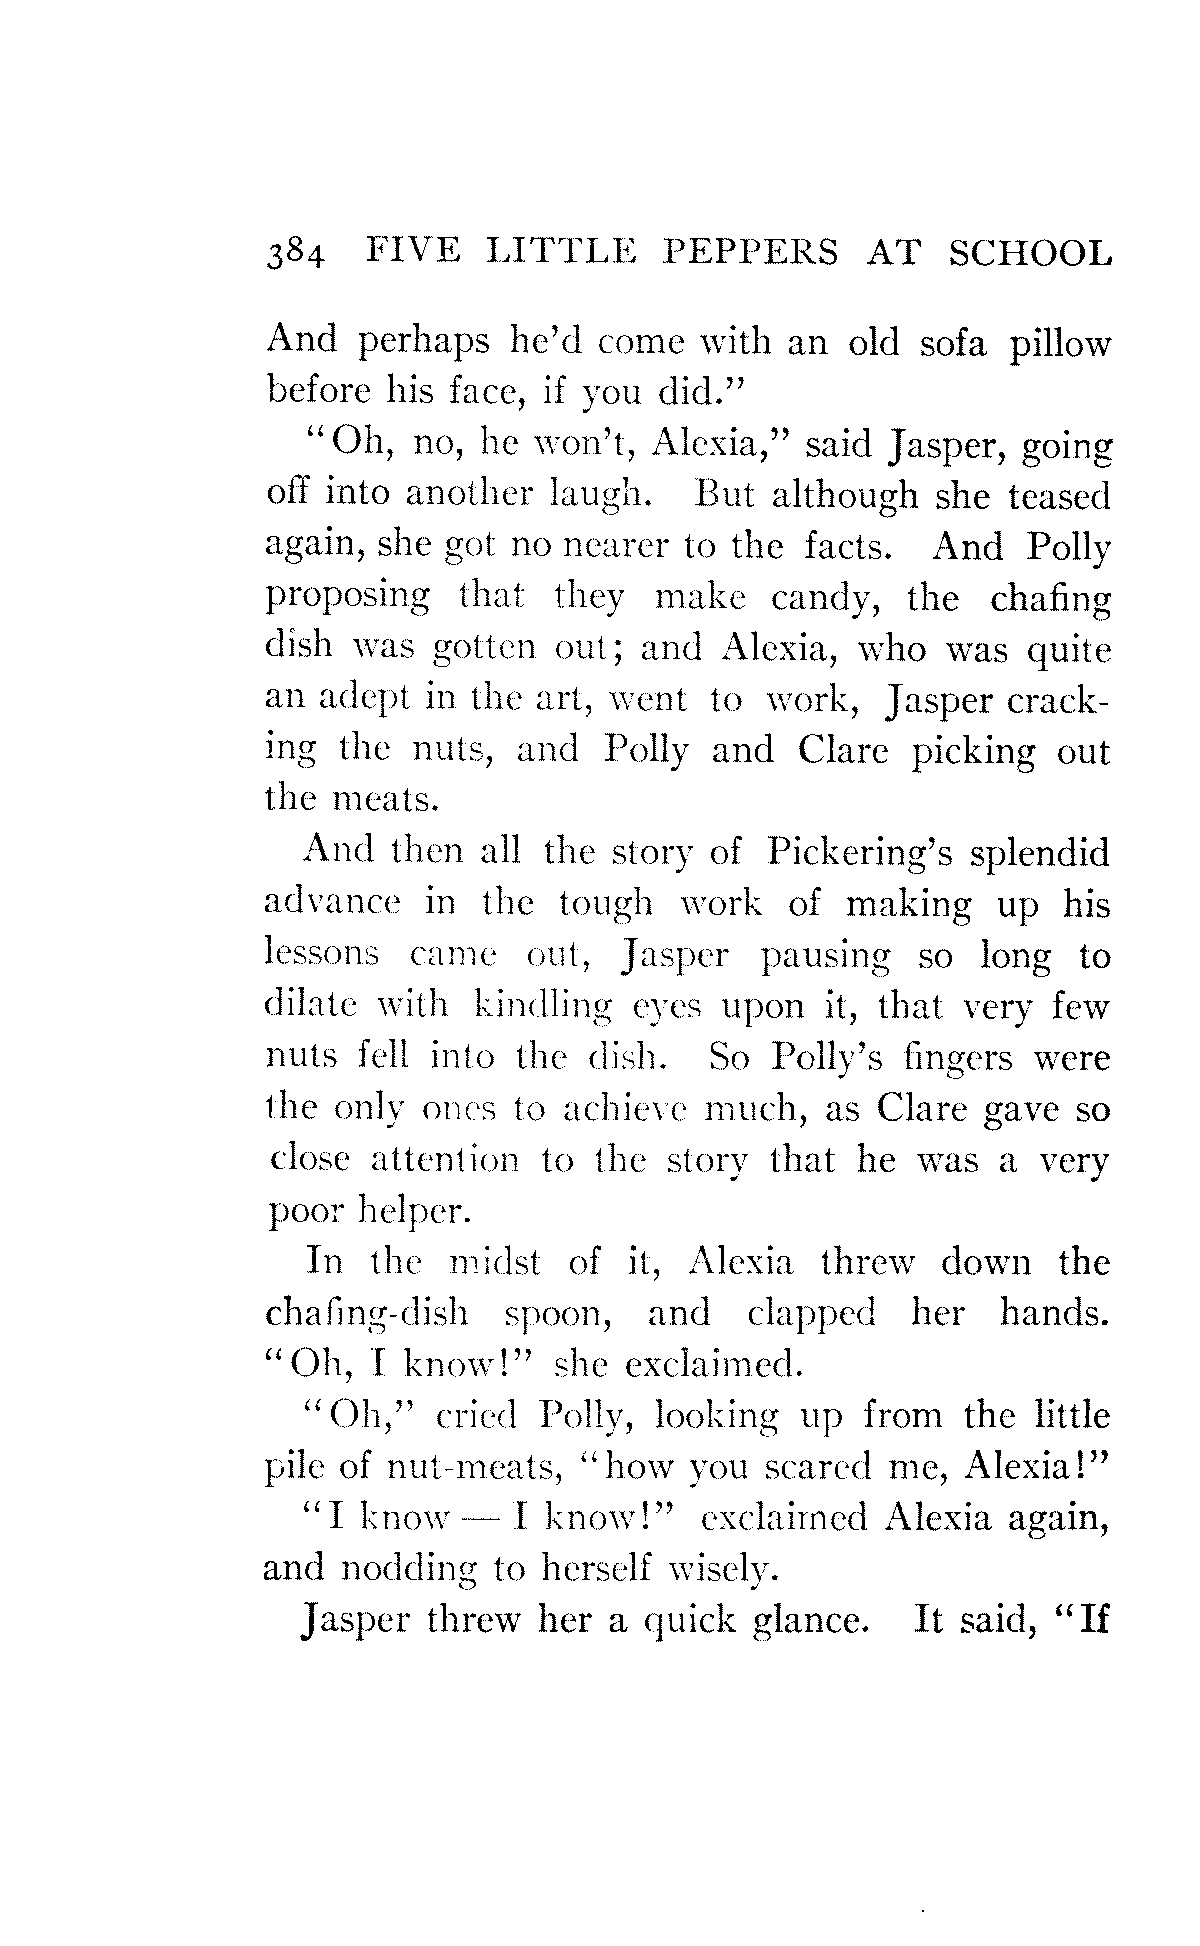 384 FIVE LITTLE PEPPERS AT SCHOOL
And perhaps he'd come with an old sofa pillow
before his face, if you did."
"Oh, no, he won't, Alexia," said Jasper, going
off into another laugh. But although she teased
again, she got no nearer to the facts. And Polly
proposing that they make candy, the chafing
dish was gotten out; and Alexia, who was quite
an adept in the art, went to work, Jasper crack-
ing the nuts, and Polly and Clare picking out
the meats.
And then all the story of Pickering's splendid
advance in the tough work of making up his
lessons came out, Jasper pausing so long to
dilate with kindling eyes upon it, that very few
nuts fell into the dish. So Polly's fingers were
the only ones to achieve much, as Clare gave so
close attention to the story that he was a very
poor helper.
In the midst of it, Alexia threw down the
chafing-dish spoon, and clapped her hands.
"Oh, I know!" she exclaimed.
"Oh," cried Polly, looking up from the little
pile of nut-meats, "how you scared me, Alexia!"
"I know — I know!" exclaimed Alexia again,
and nodding to herself wisely.
Jasper threw her a quick glance. It said, "If